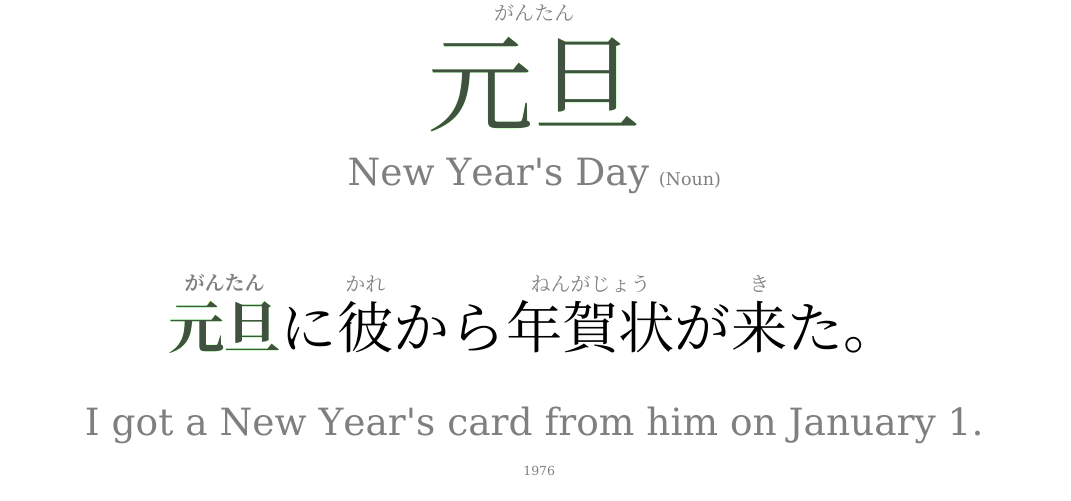 がんたん
元旦
New Year's Day (Noun)
がんたん かれ ねんがじょう き
元旦に彼から年賀状が来た。
I got a New Year's card from him on January 1.
1976